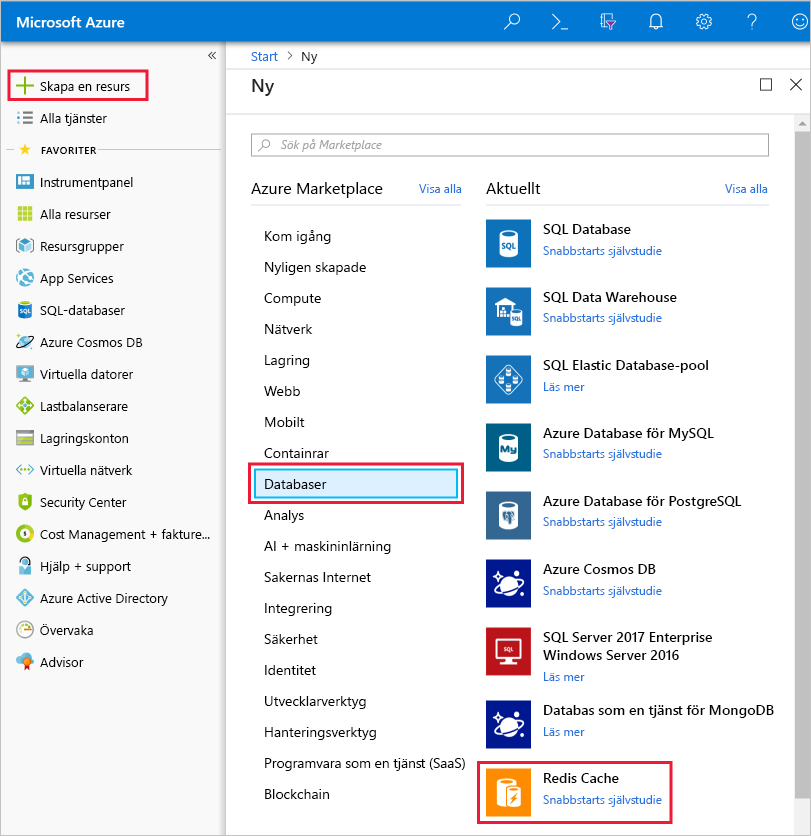 Microsoft Azure
Start > Ny
Ny
Skapa en resurs
Alla tjänster
FAVORITER
Instrumentpanel
Alla resurser
Resursgrupper
App Services
SQL-databaser
Azure Cosmos DB
Virtuella datorer
Lastbalanserare
Lagringskonton
Virtuella nätverk
Security Center
Cost Management + fakture...
Hjälp + support
Azure Active Directory
Övervaka
Advisor
Sök på Marketplace
Azure Marketplace
Visa alla
Kom igång
Nyligen skapade
Compute
Nätverk
Lagring
Webb
Mobilt
Containrar
Databaser
Analys
AI + maskininlärning
Sakernas Internet
Integrering
Säkerhet
Identitet
Utvecklarverktyg
Hanteringsverktyg
Programvara som en tjänst (SaaS)
Blockchain
Aktuellt
Visa alla
SQL Database
Snabbstarts självstudie
SQL Data Warehouse
Snabbstarts självstudie
SQL Elastic Database-pool
Läs mer
Azure Database för MySQL
Snabbstarts självstudie
Azure Database för PostgreSQL
Snabbstarts självstudie
Azure Cosmos DB
Snabbstarts självstudie
SQL Server 2017 Enterprise
Windows Server 2016
Läs mer
Databas som en tjänst för MongoDB
Läs mer
Redis Cache
Snabbstarts självstudie